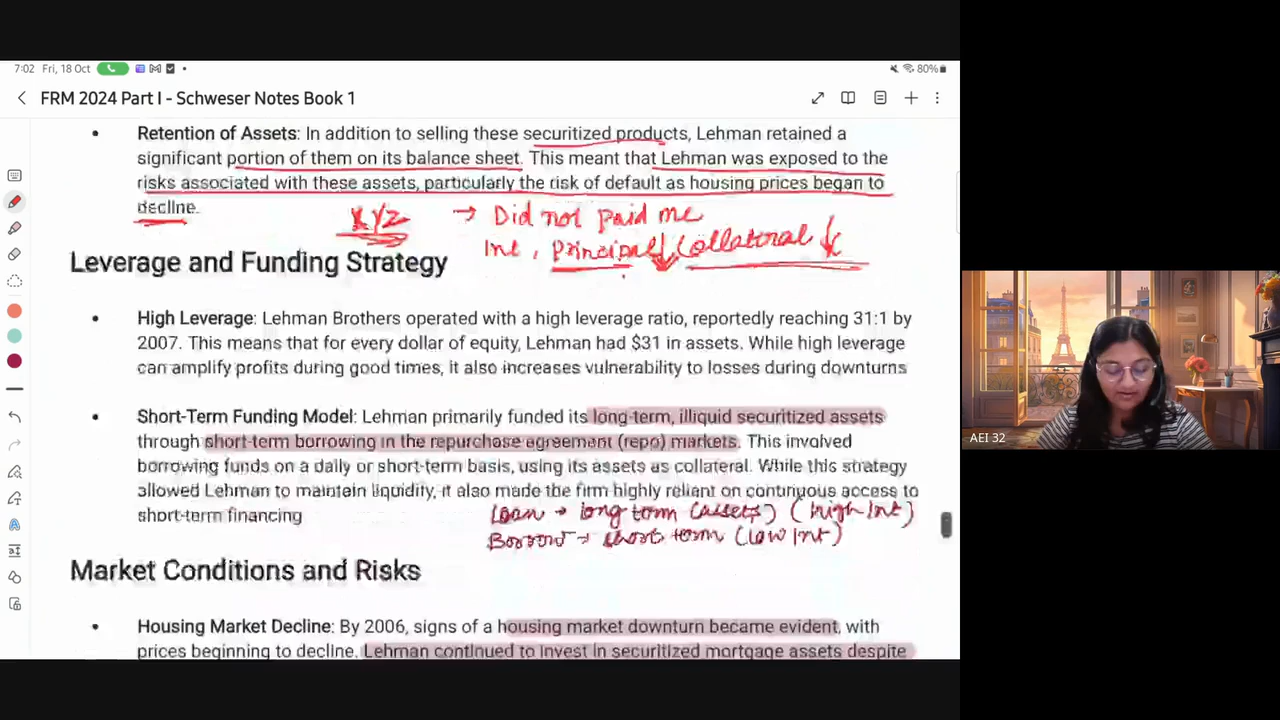 7:02 Fri, 18 Oct
80%
FRM 2024 Part I - Schweser Notes Book 1
• Retention of Assets: In addition to selling these securitized products, Lehman retained a
significant portion of them on its balance sheet. This meant that Lehman was exposed to the
risks associated with these assets, particularly the risk of default as housing prices began to
decline.
XYZ → Did not paid me
Int, principal↓ Collateral ↓
Leverage and Funding Strategy
• High Leverage: Lehman Brothers operated with a high leverage ratio, reportedly reaching 31:1 by
2007. This means that for every dollar of equity, Lehman had $31 in assets. While high leverage
can amplify profits during good times, it also increases vulnerability to losses during downturns
• Short-Term Funding Model: Lehman primarily funded its long-term, illiquid securitized assets
through short-term borrowing in the repurchase agreement (repo) markets. This involved
borrowing funds on a daily or short-term basis, using its assets as collateral. While this strategy
allowed Lehman to maintain liquidity, it also made the firm highly reliant on continuous access to
short-term financing
Loan → long term (assets) (high Int)
Borrow → short term (low Int)
Market Conditions and Risks
• Housing Market Decline: By 2006, signs of a housing market downturn became evident, with
prices beginning to decline. Lehman continued to invest in securitized mortgage assets despite
AEI 32